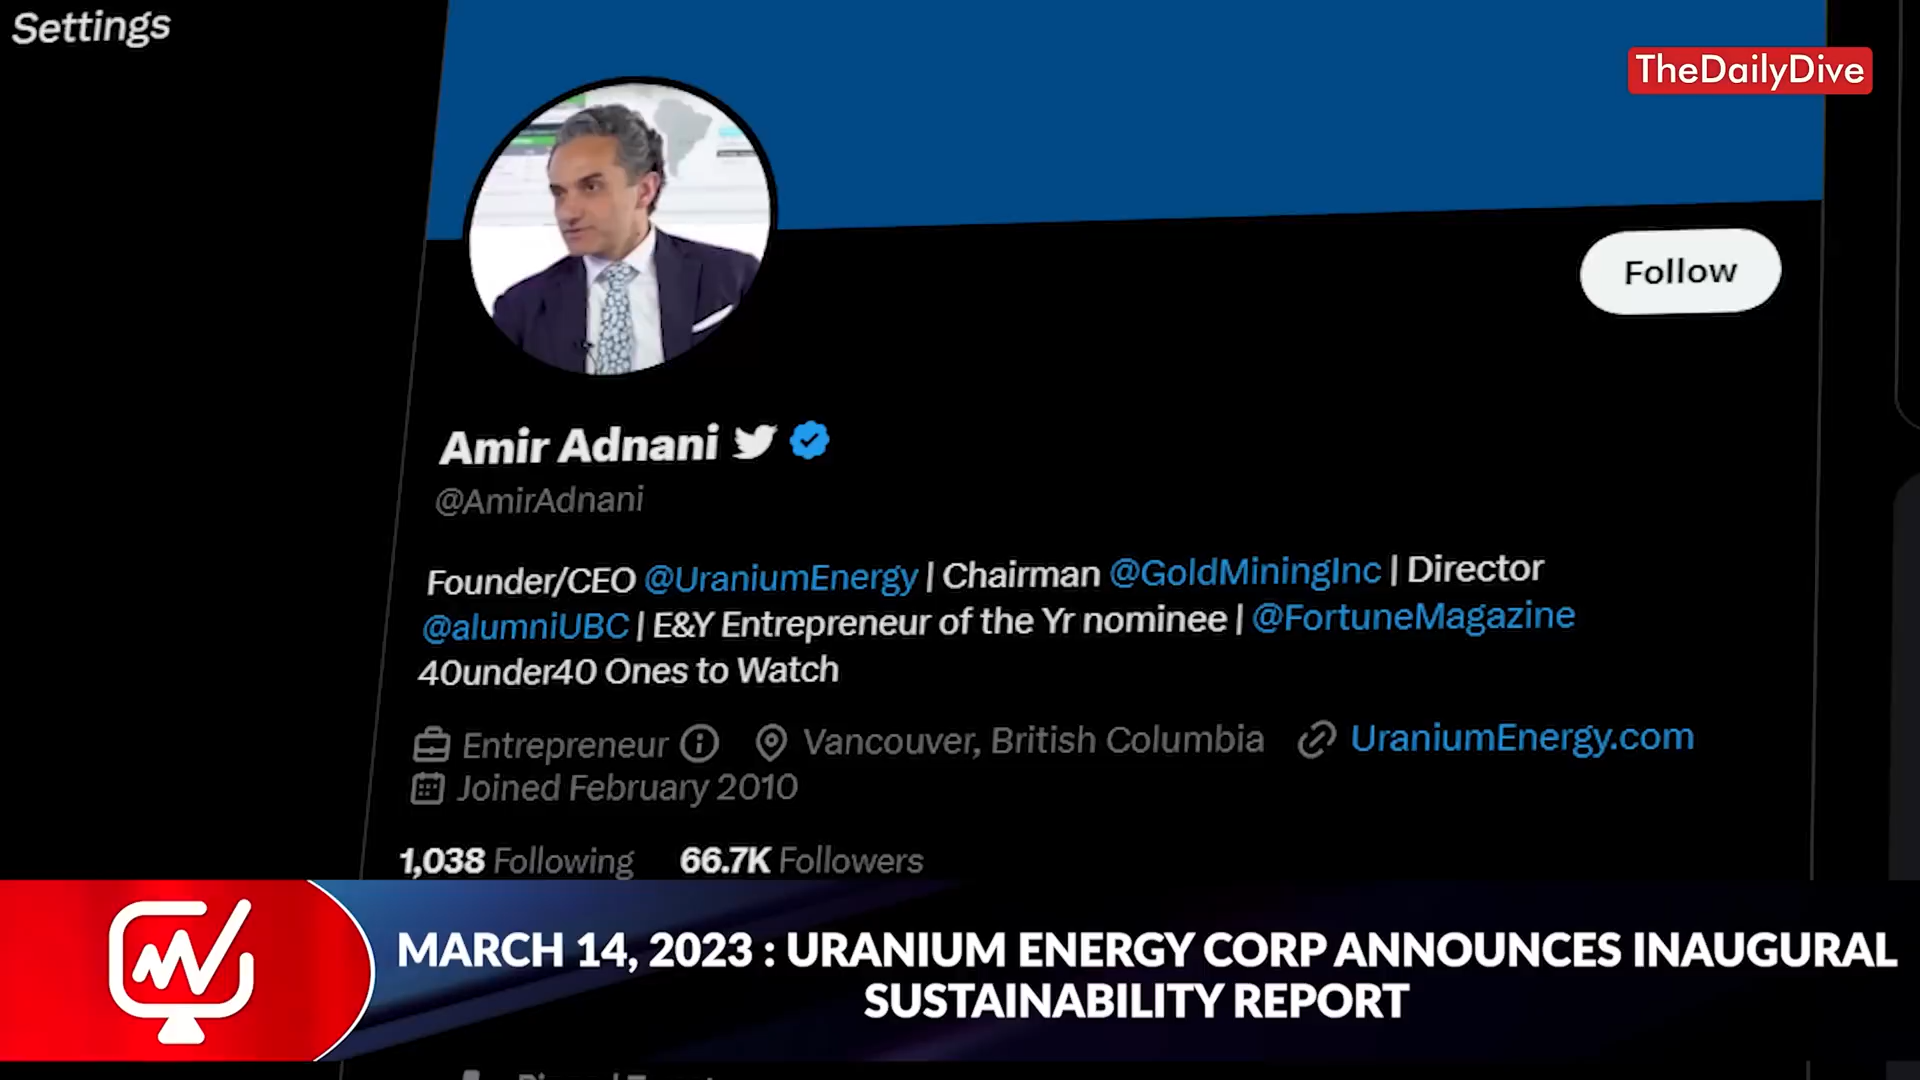 Settings
TheDailyDive
Follow
Amir Adnani
@AmirAdnani
Founder/CEO @UraniumEnergy | Chairman @GoldMiningInc | Director
@alumniUBC | E&Y Entrepreneur of the Yr nominee | @FortuneMagazine
40under40 Ones to Watch
Entrepreneur Vancouver, British Columbia UraniumEnergy.com
Joined February 2010
1,038 Following 66.7K Followers
MARCH 14, 2023 : URANIUM ENERGY CORP ANNOUNCES INAUGURAL
SUSTAINABILITY REPORT